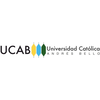 UCAB Universidad Católica
ANDRÉS BELLO